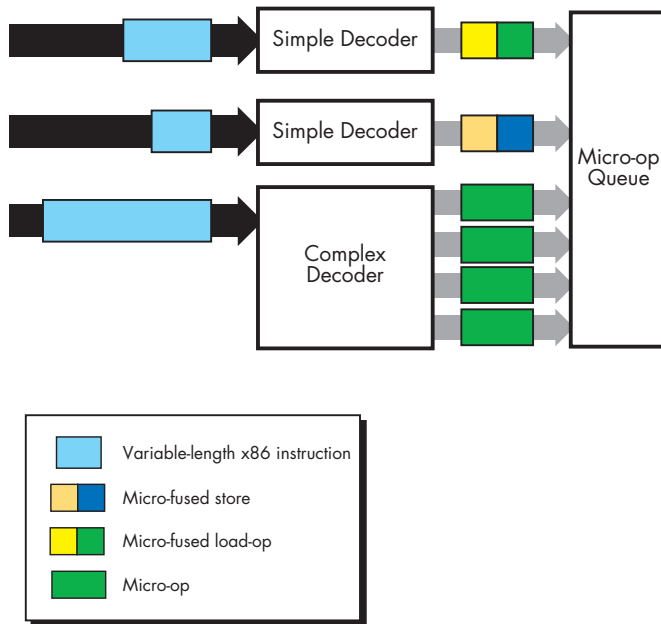 Simple Decoder
Simple Decoder
Micro-op
Queue
Complex
Decoder
Variable-length x86 instruction
Micro-fused store
Micro-fused load-op
Micro-op